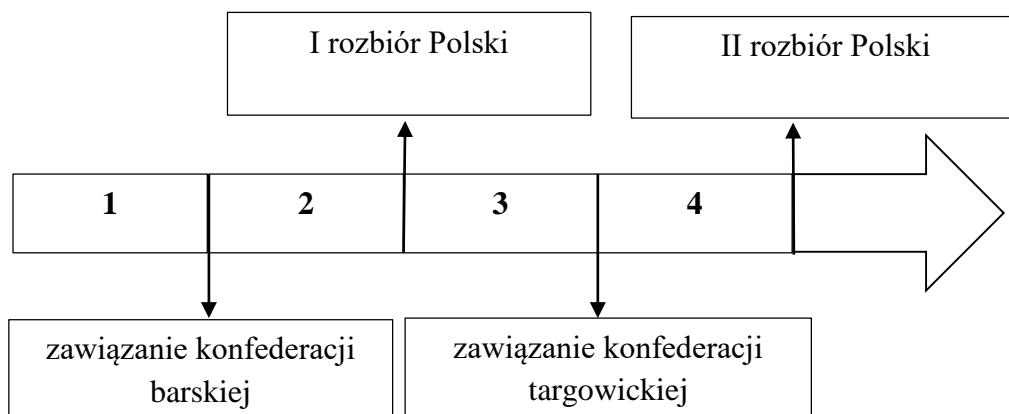 I rozbiór Polski
II rozbiór Polski
1
2
3
4
zawiązanie konfederacji
barskiej
zawiązanie konfederacji
targowickiej